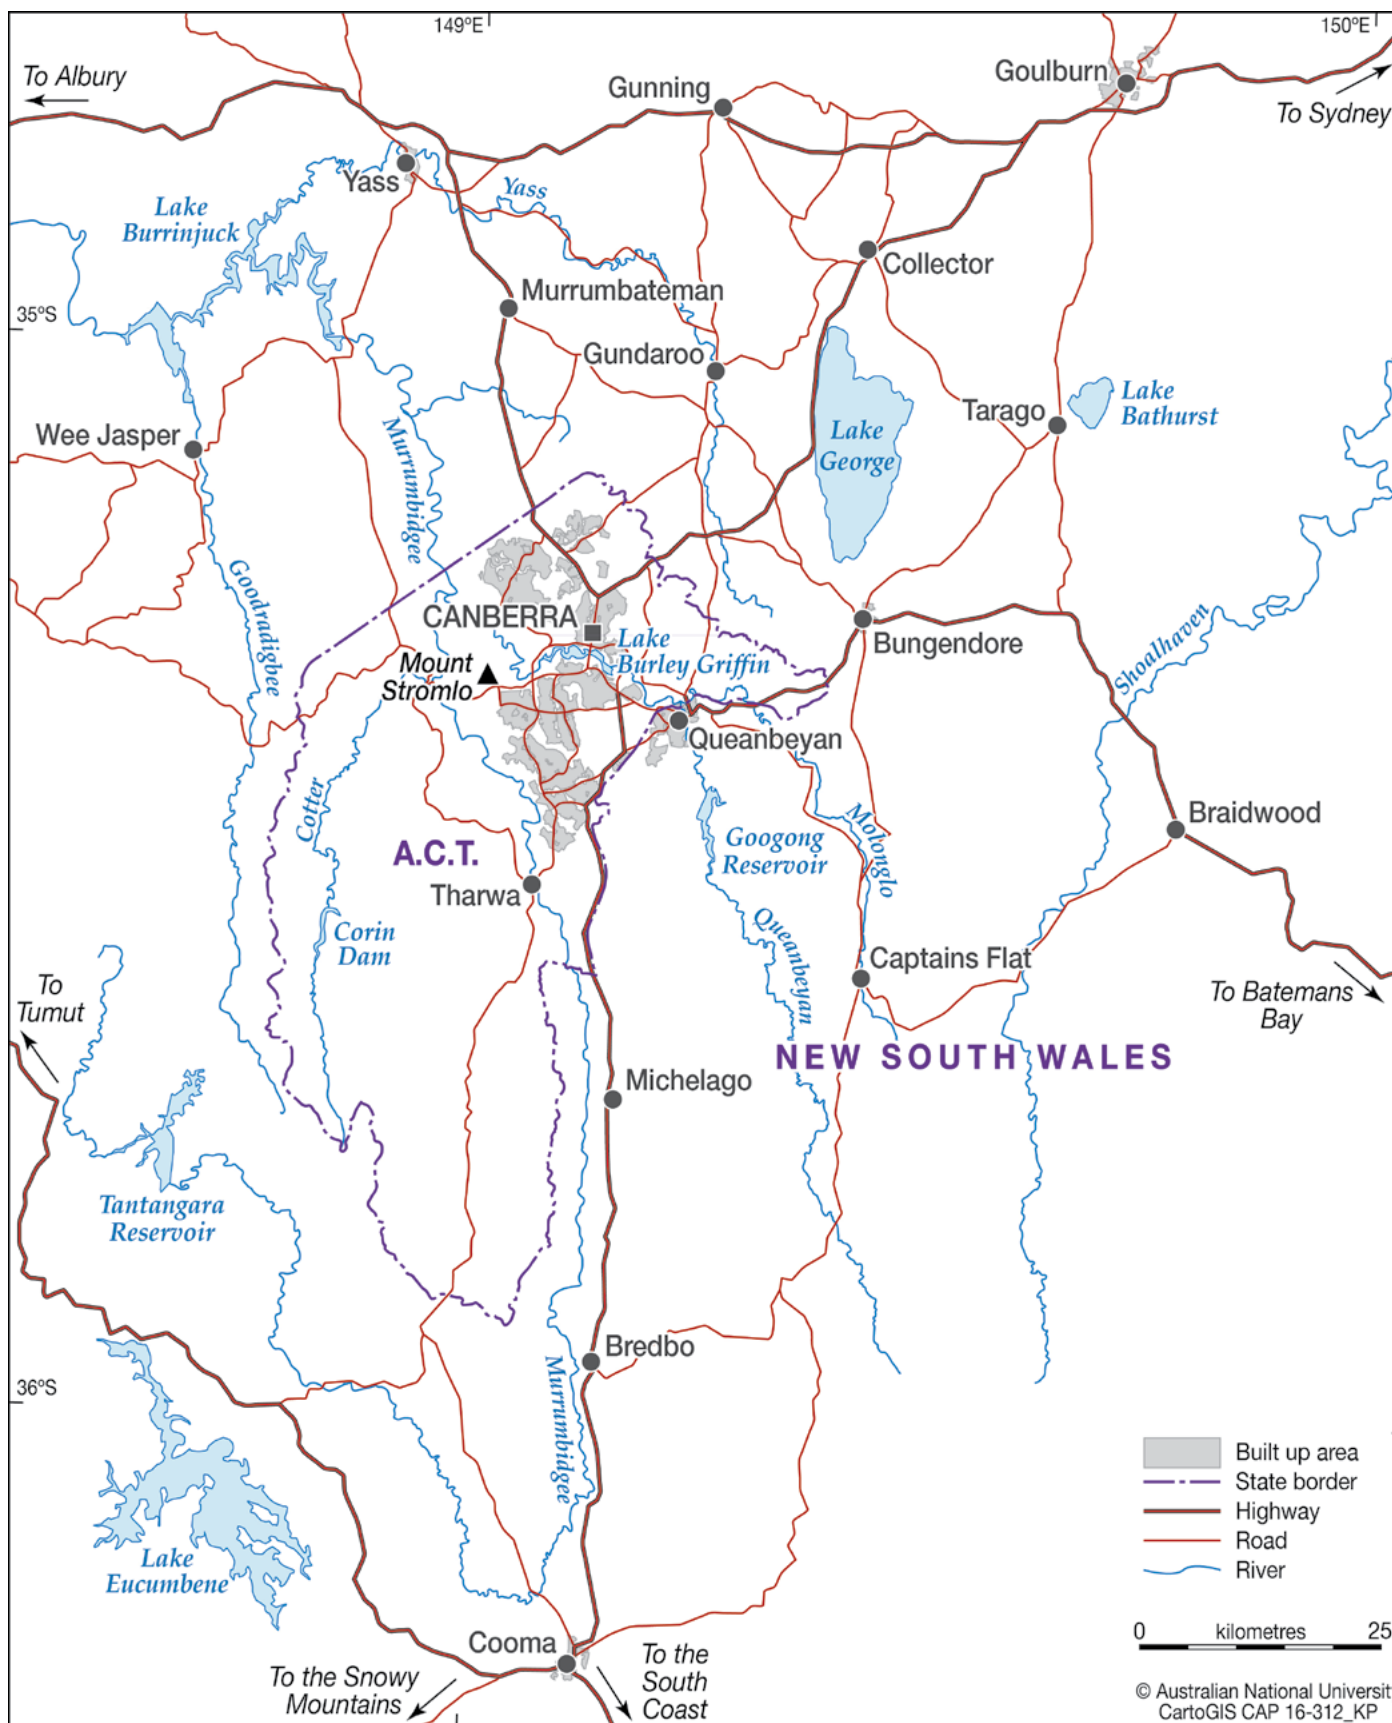 149°E
150°E
To Albury
Gunning
Goulburn
To Sydney
Yass
Yass
Lake
Burrinjuck
Collector
Murrumbateman
35°S
Gundaroo
Lake
Bathurst
Tarago
Wee Jasper
Murrumbidgee
Lake
George
Goodradigbee
CANBERRA
Lake
Burley Griffin
Bungendore
Shoalhaven
Mount
Stromlo
Queanbeyan
Cotter
Googong
Reservoir
Molonglo
Braidwood
A.C.T.
Tharwa
Corin
Dam
Queanbeyan
Captains Flat
To
Tumut
To Batemans
Bay
NEW SOUTH WALES
Michelago
Tantangara
Reservoir
Bredbo
Murrumbidgee
36°S
Lake
Eucumbene
Cooma
To the Snowy
Mountains
To the
South
Coast
Built up area
State border
Highway
Road
River
0 kilometres 25
© Australian National Universit
CartoGIS CAP 16-312_KP